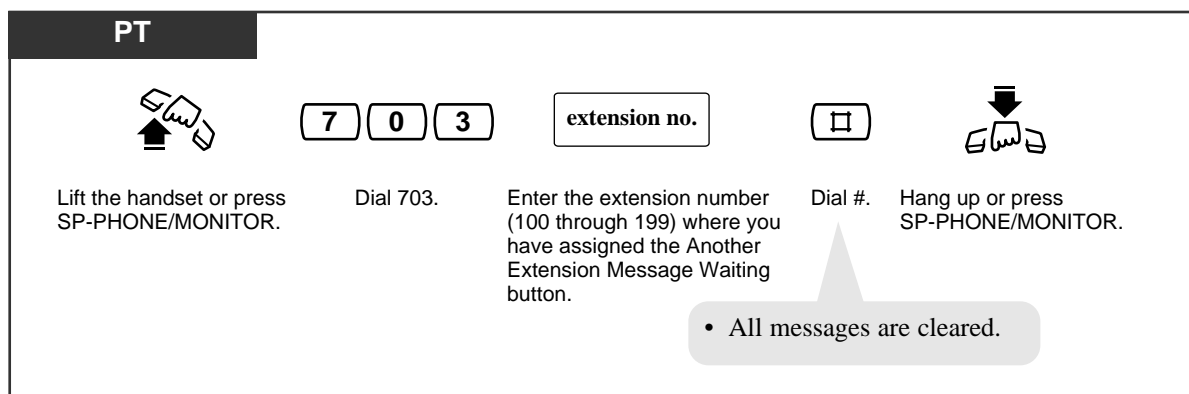 PT
7 0 3
extension no.
#
Lift the handset or press
SP-PHONE/MONITOR.
Dial 703.
Enter the extension number
(100 through 199) where you
have assigned the Another
Extension Message Waiting
button.
Dial #.
Hang up or press
SP-PHONE/MONITOR.
• All messages are cleared.